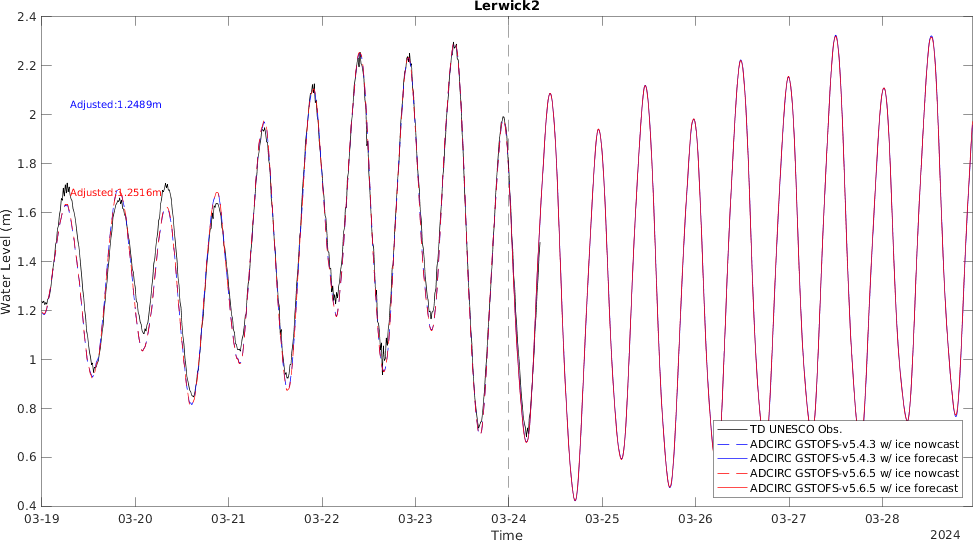 Lerwick2
2.4
2.2
2
1.8
1.6
1.4
1.2
1
0.8
0.6
0.4
Water Level (m)
Adjusted:1.2489m
Adjusted:1.2516m
TD UNESCO Obs.
ADCIRC GSTOFS-v5.4.3 w/ ice nowcast
ADCIRC GSTOFS-v5.4.3 w/ ice forecast
ADCIRC GSTOFS-v5.6.5 w/ ice nowcast
ADCIRC GSTOFS-v5.6.5 w/ ice forecast
03-19 03-20 03-21 03-22 03-23 03-24 03-25 03-26 03-27 03-28
Time
2024